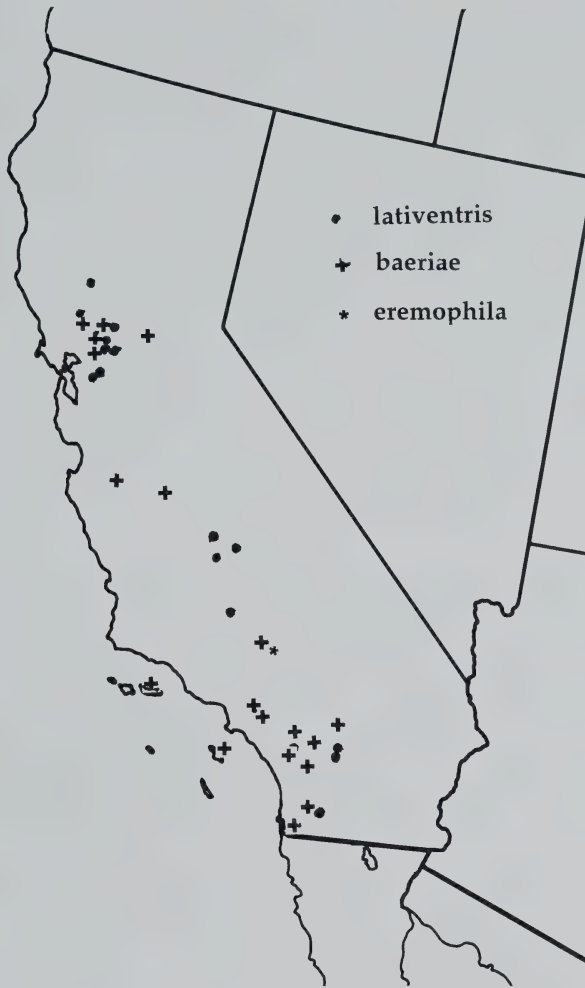 • lativentris
+ baeriae
* eremophila